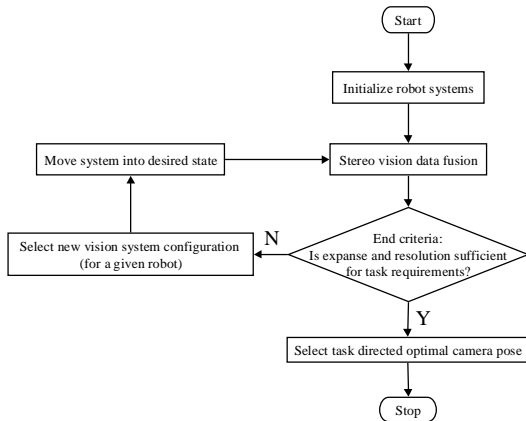 Start
Initialize robot systems
Move system into desired state
Stereo vision data fusion
End criteria:
Is expanse and resolution sufficient
for task requirements?
N
Select new vision system configuration
(for a given robot)
Y
Select task directed optimal camera pose
Stop